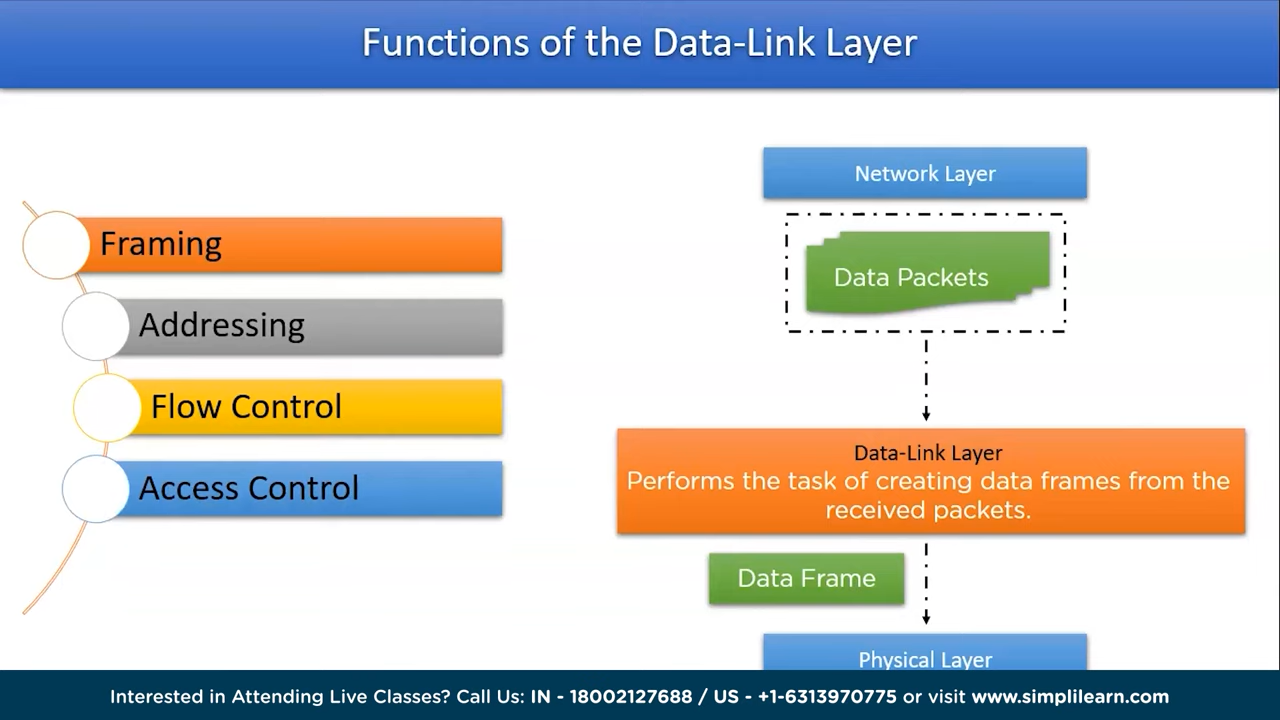 Functions of the Data-Link Layer
Framing
Addressing
Flow Control
Access Control
Network Layer
Data Packets
Data-Link Layer
Performs the task of creating data frames from the
received packets.
Data Frame
Physical Layer
Interested in Attending Live Classes? Call Us: IN - 18002127688 / US - +1-6313970775 or visit www.simplilearn.com